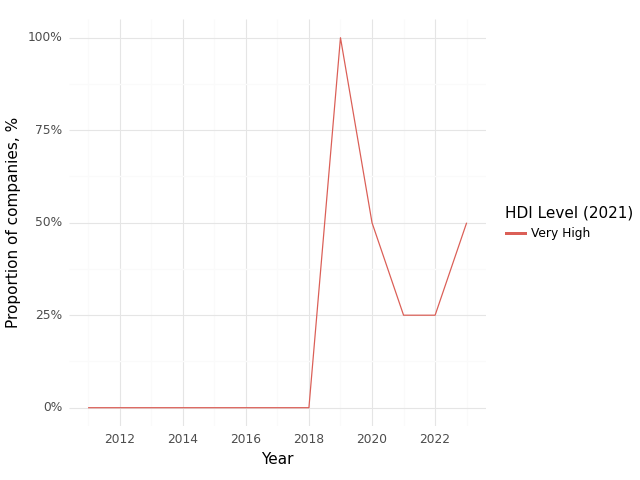 100%
75%
50%
25%
0%
Proportion of companies, %
2012 2014 2016 2018 2020 2022
Year
HDI Level (2021)
Very High